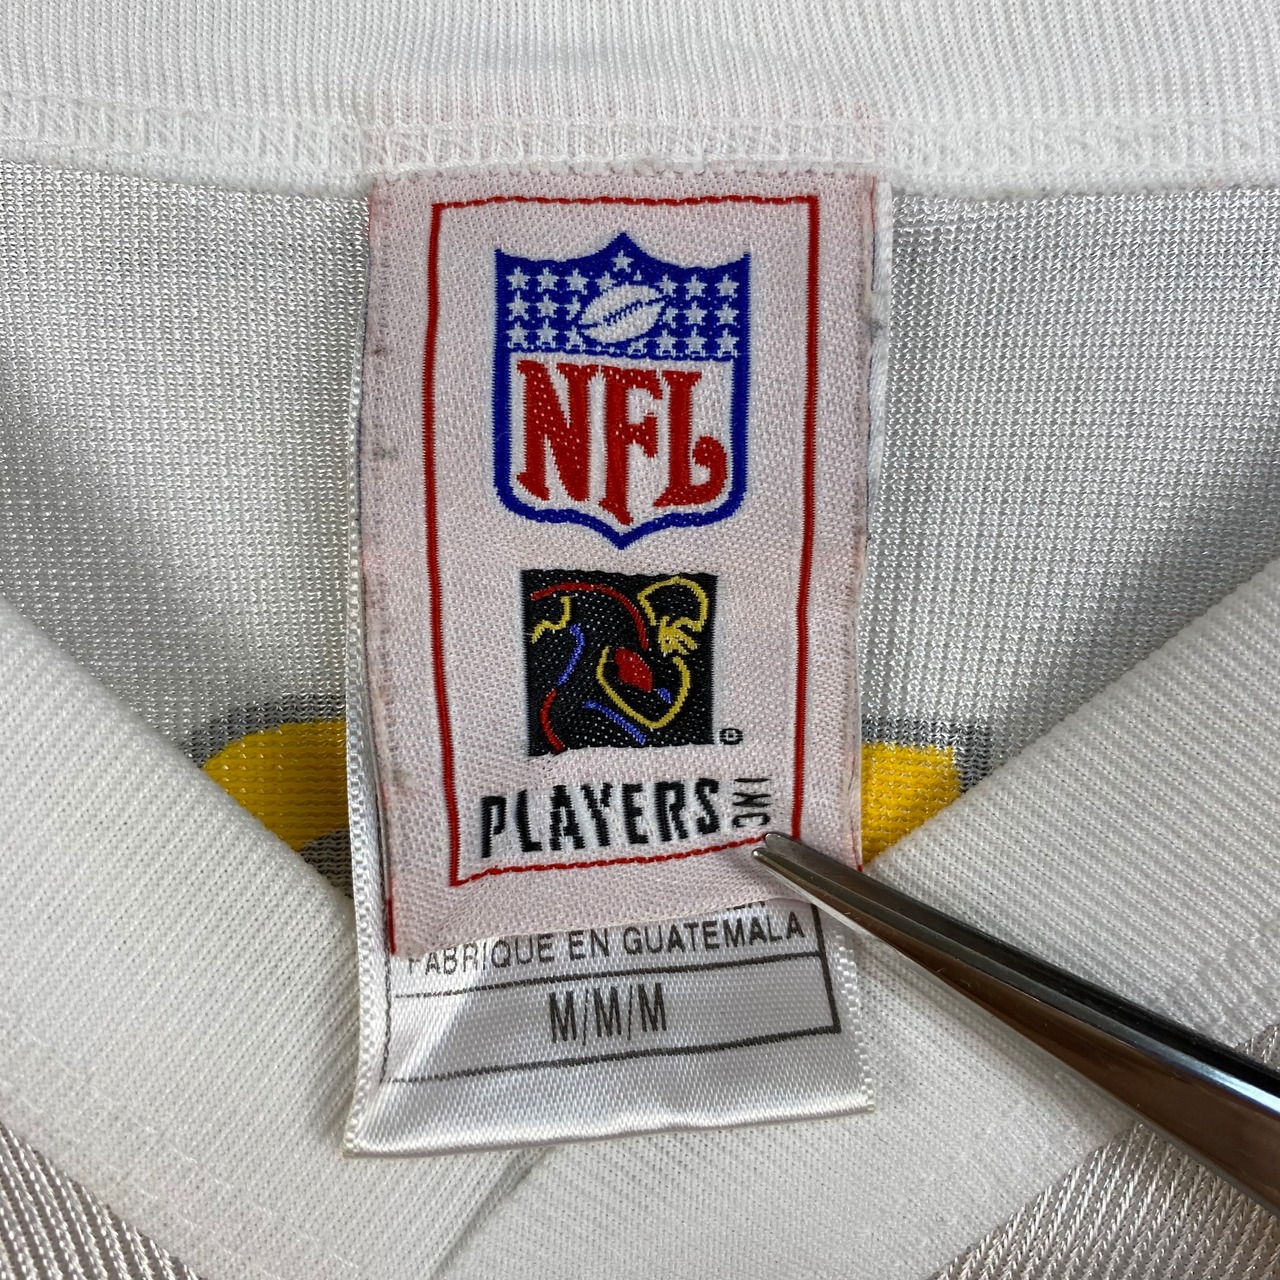 NFL
PLAYERS INC
FABRIQUE EN GUATEMALA
M/M/M